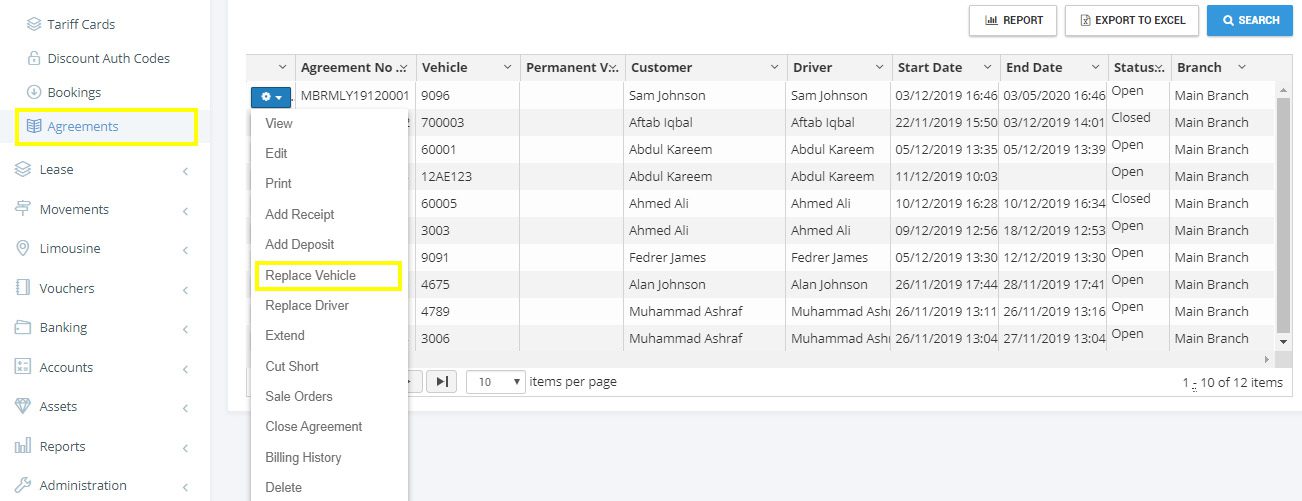 Tariff Cards
Discount Auth Codes
Bookings
Agreements
Lease
Movements
Limousine
Vouchers
Banking
Accounts
Assets
Reports
Administration
REPORT EXPORT TO EXCEL SEARCH
Agreement No ... Vehicle Permanent V... Customer Driver Start Date End Date Status... Branch
MBRMLY19120001 9096 Sam Johnson Sam Johnson 03/12/2019 16:46 03/05/2020 16:46 Open Main Branch
2 700003 Aftab Iqbal Aftab Iqbal 22/11/2019 15:50 03/12/2019 14:01 Closed Main Branch
60001 Abdul Kareem Abdul Kareem 05/12/2019 13:35 05/12/2019 13:39 Open Main Branch
12AE123 Abdul Kareem Abdul Kareem 11/12/2019 10:03 Open Main Branch
60005 Ahmed Ali Ahmed Ali 10/12/2019 16:28 10/12/2019 16:34 Closed Main Branch
3003 Ahmed Ali Ahmed Ali 09/12/2019 12:56 18/12/2019 12:53 Open Main Branch
9091 Fedrer James Fedrer James 05/12/2019 13:30 12/12/2019 13:30 Open Main Branch
4675 Alan Johnson Alan Johnson 26/11/2019 17:44 28/11/2019 17:41 Open Main Branch
4789 Muhammad Ashraf Muhammad Ash 26/11/2019 13:11 26/11/2019 13:16 Open Main Branch
3006 Muhammad Ashraf Muhammad Ash 26/11/2019 13:04 27/11/2019 13:04 Open Main Branch
View
Edit
Print
Add Receipt
Add Deposit
Replace Vehicle
Replace Driver
Extend
Cut Short
Sale Orders
Close Agreement
Billing History
Delete
10 items per page
1 - 10 of 12 items